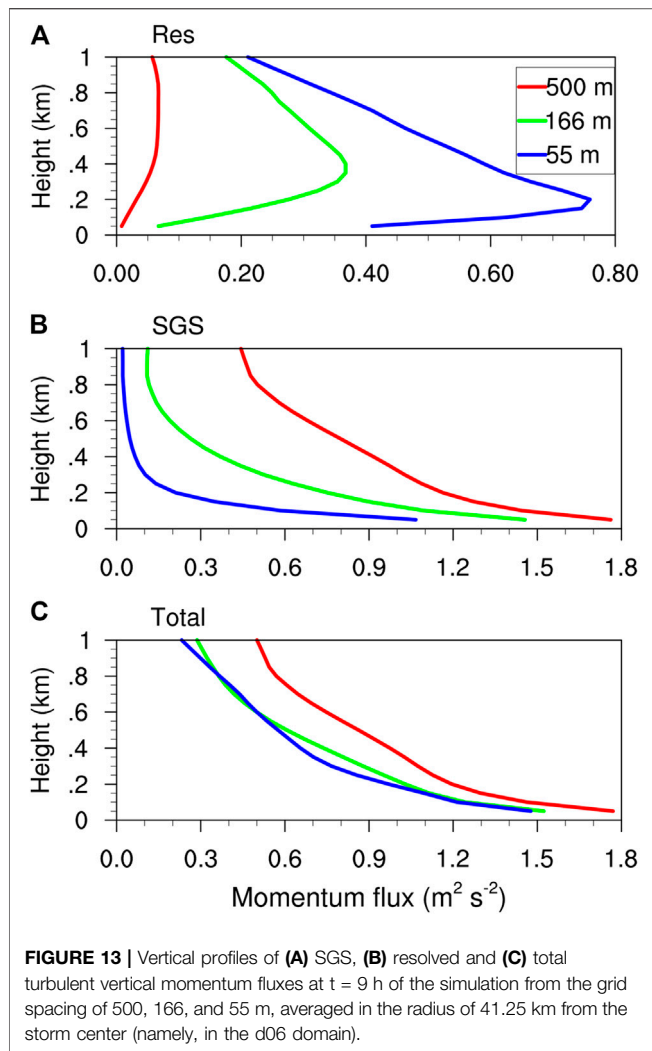 A Res
1
.8
.6
.4
.2
0
Height (km)
500 m
166 m
55 m
0.00 0.20 0.40 0.60 0.80
B SGS
1
.8
.6
.4
.2
0
Height (km)
0.0 0.3 0.6 0.9 1.2 1.5 1.8
C Total
1
.8
.6
.4
.2
0
Height (km)
0.0 0.3 0.6 0.9 1.2 1.5 1.8
Momentum flux (m² s⁻²)
FIGURE 13 | Vertical profiles of (A) SGS, (B) resolved and (C) total
turbulent vertical momentum fluxes at t = 9 h of the simulation from the grid
spacing of 500, 166, and 55 m, averaged in the radius of 41.25 km from the
storm center (namely, in the d06 domain).